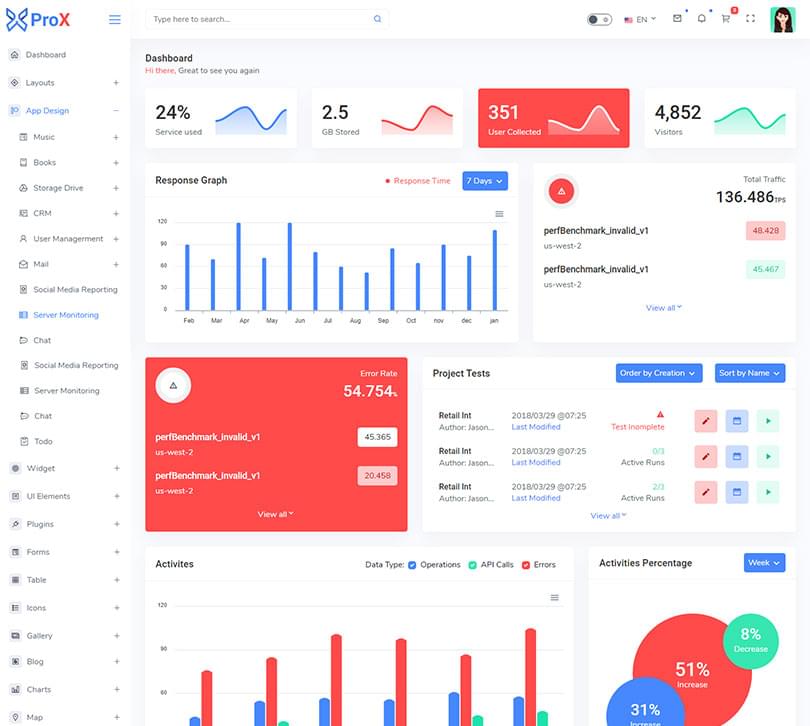 ProX
Type here to search...
EN
3
Dashboard
Layouts
App Design
Music
Books
Storage Drive
CRM
User Management
Mail
Social Media Reporting
Server Monitoring
Chat
Social Media Reporting
Server Monitoring
Chat
Todo
Widget
UI Elements
Plugins
Forms
Table
Icons
Gallery
Blog
Charts
Map
Dashboard
Hi there, Great to see you again
24%
Service used
2.5
GB Stored
351
User Collected
4,852
Visitors
Response Graph
Response Time
7 Days
120
90
60
30
0
Feb Mar Apr May Jun Jul Aug Sep Oct nov dec jan
Total Traffic
136.486TPS
perfBenchmark_invalid_v1 48.428
us-west-2
perfBenchmark_invalid_v1 45.467
us-west-2
View all
Error Rate
54.754%
perfBenchmark_invalid_v1 45.365
us-west-2
perfBenchmark_invalid_v1 20.458
us-west-2
View all
Project Tests
Order by Creation
Sort by Name
Retail Int 2018/03/29 @07:25
Author: Jason... Last Modified Test Inomplete
Retail Int 2018/03/29 @07:25 0/3
Author: Jason... Last Modified Active Runs
Retail Int 2018/03/29 @07:25 2/3
Author: Jason... Last Modified Active Runs
View all
Activites
Data Type: Operations API Calls Errors
120
90
60
Activities Percentage
Week
8%
Decrease
51%
Increase
31%
Increase